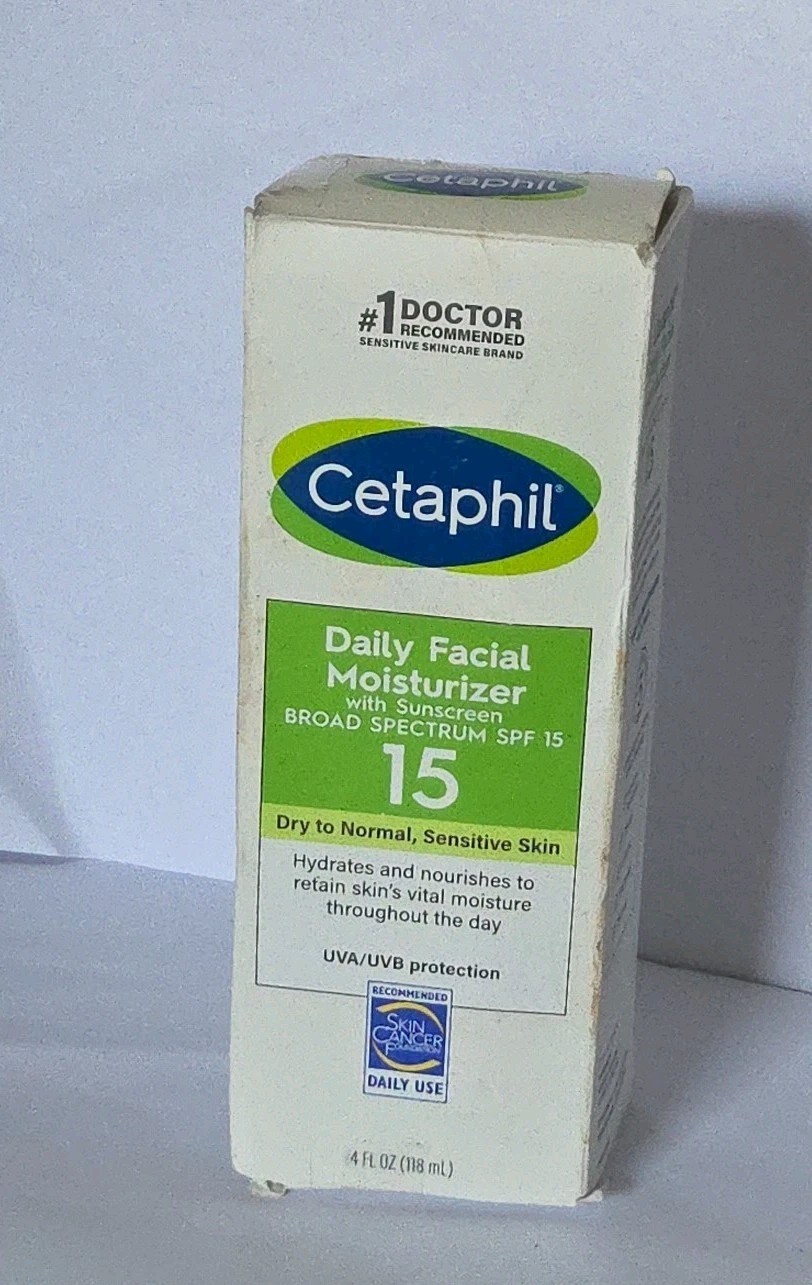 Cetaphil
#1 DOCTOR
RECOMMENDED
SENSITIVE SKINCARE BRAND
Cetaphil®
Daily Facial
Moisturizer
with Sunscreen
BROAD SPECTRUM SPF 15
15
Dry to Normal, Sensitive Skin
Hydrates and nourishes to
retain skin's vital moisture
throughout the day
UVA/UVB protection
RECOMMENDED
SKIN
CANCER
FOUNDATION
DAILY USE
4 FL OZ (118 mL)